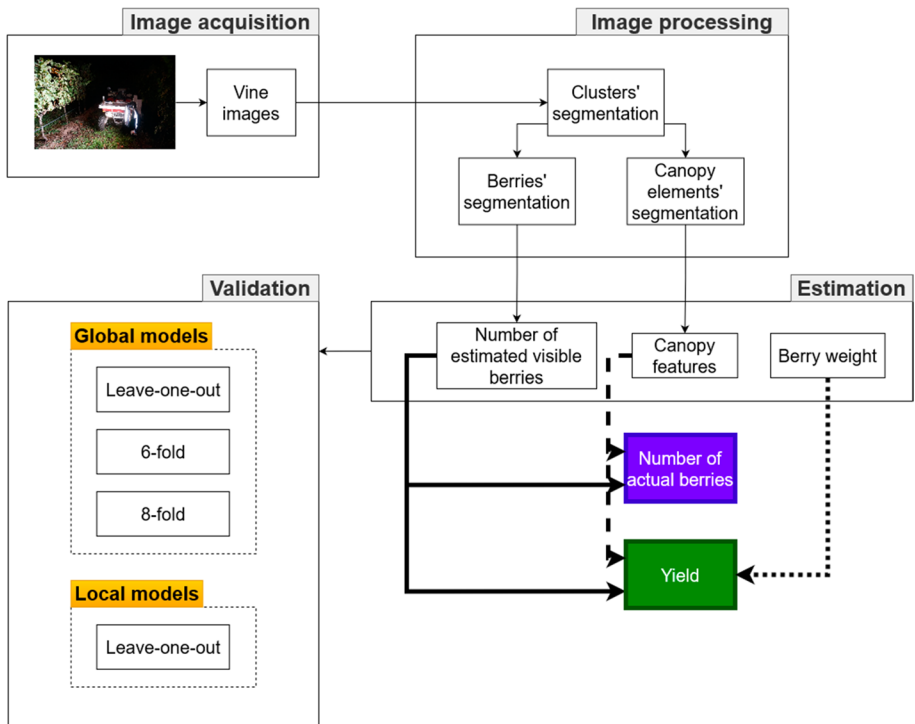 Image acquisition
Vine
images
Image processing
Clusters'
segmentation
Berries'
segmentation
Canopy
elements'
segmentation
Validation
Global models
Leave-one-out
6-fold
8-fold
Local models
Leave-one-out
Estimation
Number of
estimated visible
berries
Canopy
features
Berry weight
Number of
actual berries
Yield